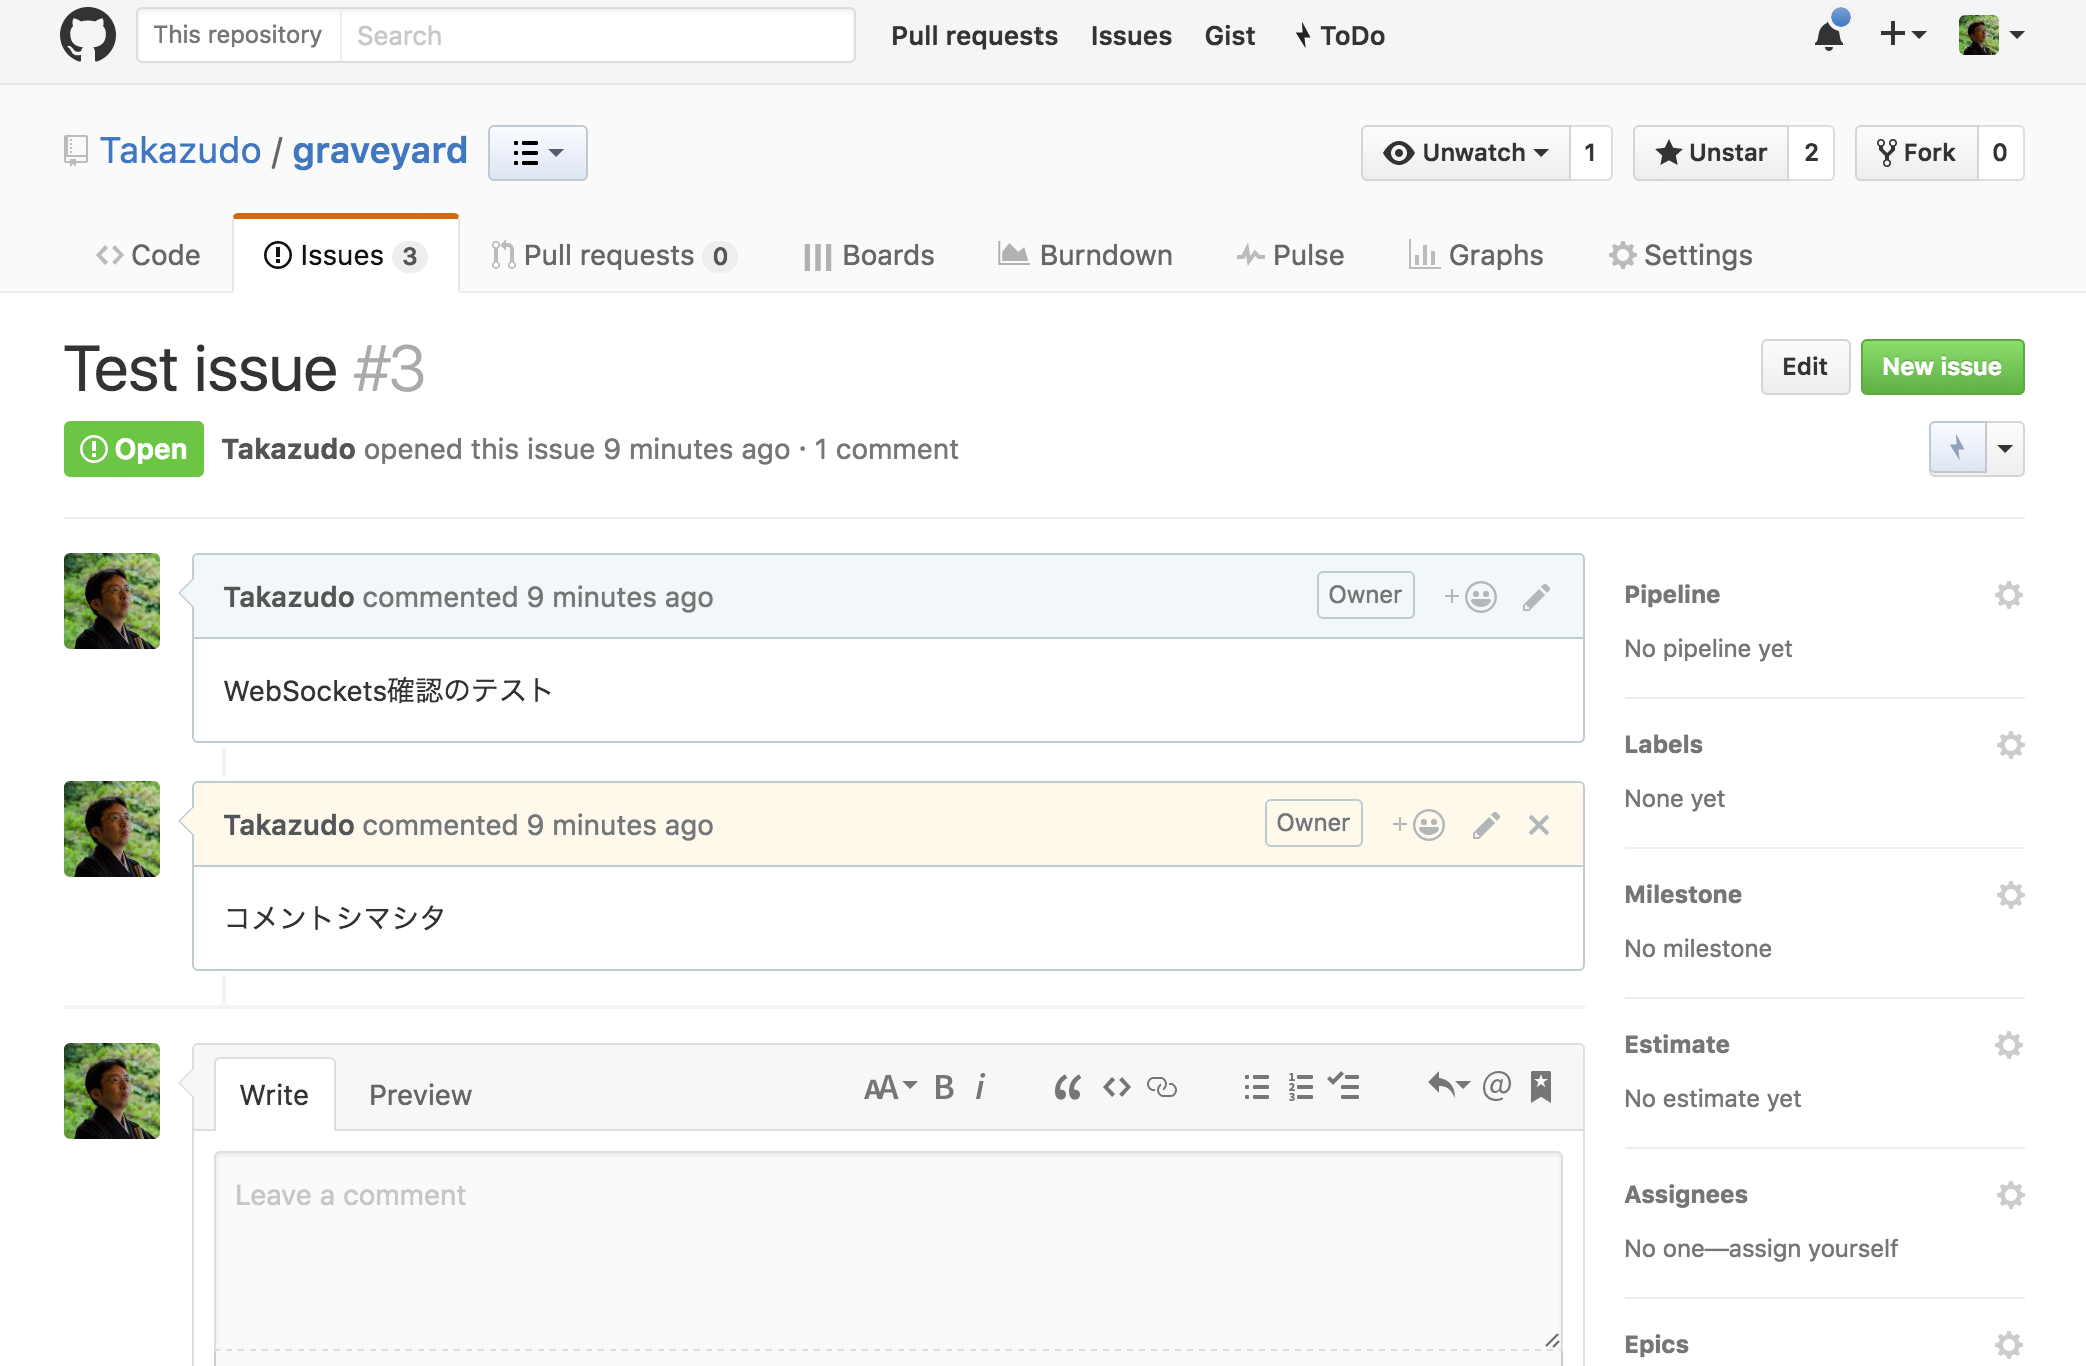 This repository Search Pull requests Issues Gist ToDo
Takazudo / graveyard Unwatch 1 Unstar 2 Fork 0
Code Issues 3 Pull requests 0 Boards Burndown Pulse Graphs Settings
Test issue #3 Edit New issue
Open Takazudo opened this issue 9 minutes ago · 1 comment
Takazudo commented 9 minutes ago Owner
WebSockets確認のテスト
Takazudo commented 9 minutes ago Owner
コメントシマシタ
Write Preview AA B i “ <> @
Leave a comment
Pipeline
No pipeline yet
Labels
None yet
Milestone
No milestone
Estimate
No estimate yet
Assignees
No one—assign yourself
Epics